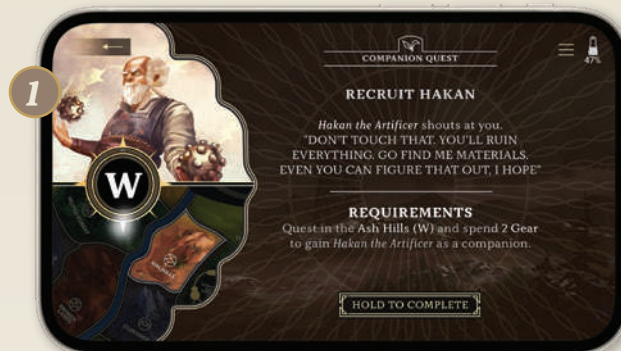 1
COMPANION QUEST
47%
RECRUIT HAKAN
Hakan the Artificer shouts at you.
"DON'T TOUCH THAT. YOU'LL RUIN
EVERYTHING. GO FIND ME MATERIALS.
EVEN YOU CAN FIGURE THAT OUT, I HOPE"
W
REQUIREMENTS
Quest in the Ash Hills (W) and spend 2 Gear
to gain Hakan the Artificer as a companion.
HOLD TO COMPLETE